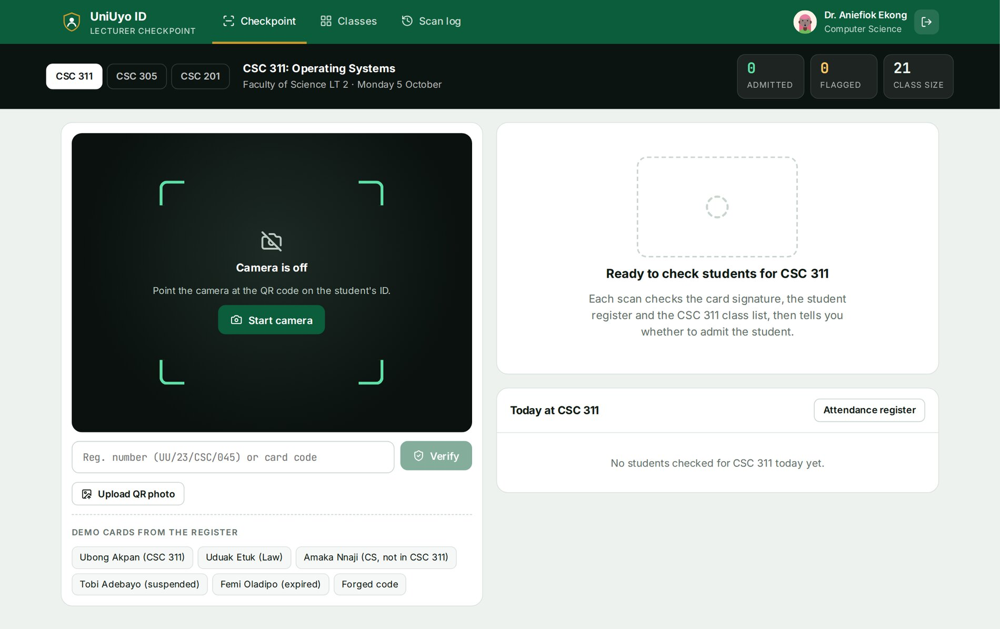 UniUyo ID
LECTURER CHECKPOINT
Checkpoint
Classes
Scan log
Dr. Aniefiok Ekong
Computer Science
CSC 311
CSC 305
CSC 201
CSC 311: Operating Systems
Faculty of Science LT 2 · Monday 5 October
0
ADMITTED
0
FLAGGED
21
CLASS SIZE
Camera is off
Point the camera at the QR code on the student's ID.
Start camera
Reg. number (UU/23/CSC/045) or card code
Verify
Upload QR photo
DEMO CARDS FROM THE REGISTER
Ubong Akpan (CSC 311)
Uduak Etuk (Law)
Amaka Nnaji (CS, not in CSC 311)
Tobi Adebayo (suspended)
Femi Oladipo (expired)
Forged code
Ready to check students for CSC 311
Each scan checks the card signature, the student
register and the CSC 311 class list, then tells you
whether to admit the student.
Today at CSC 311
Attendance register
No students checked for CSC 311 today yet.